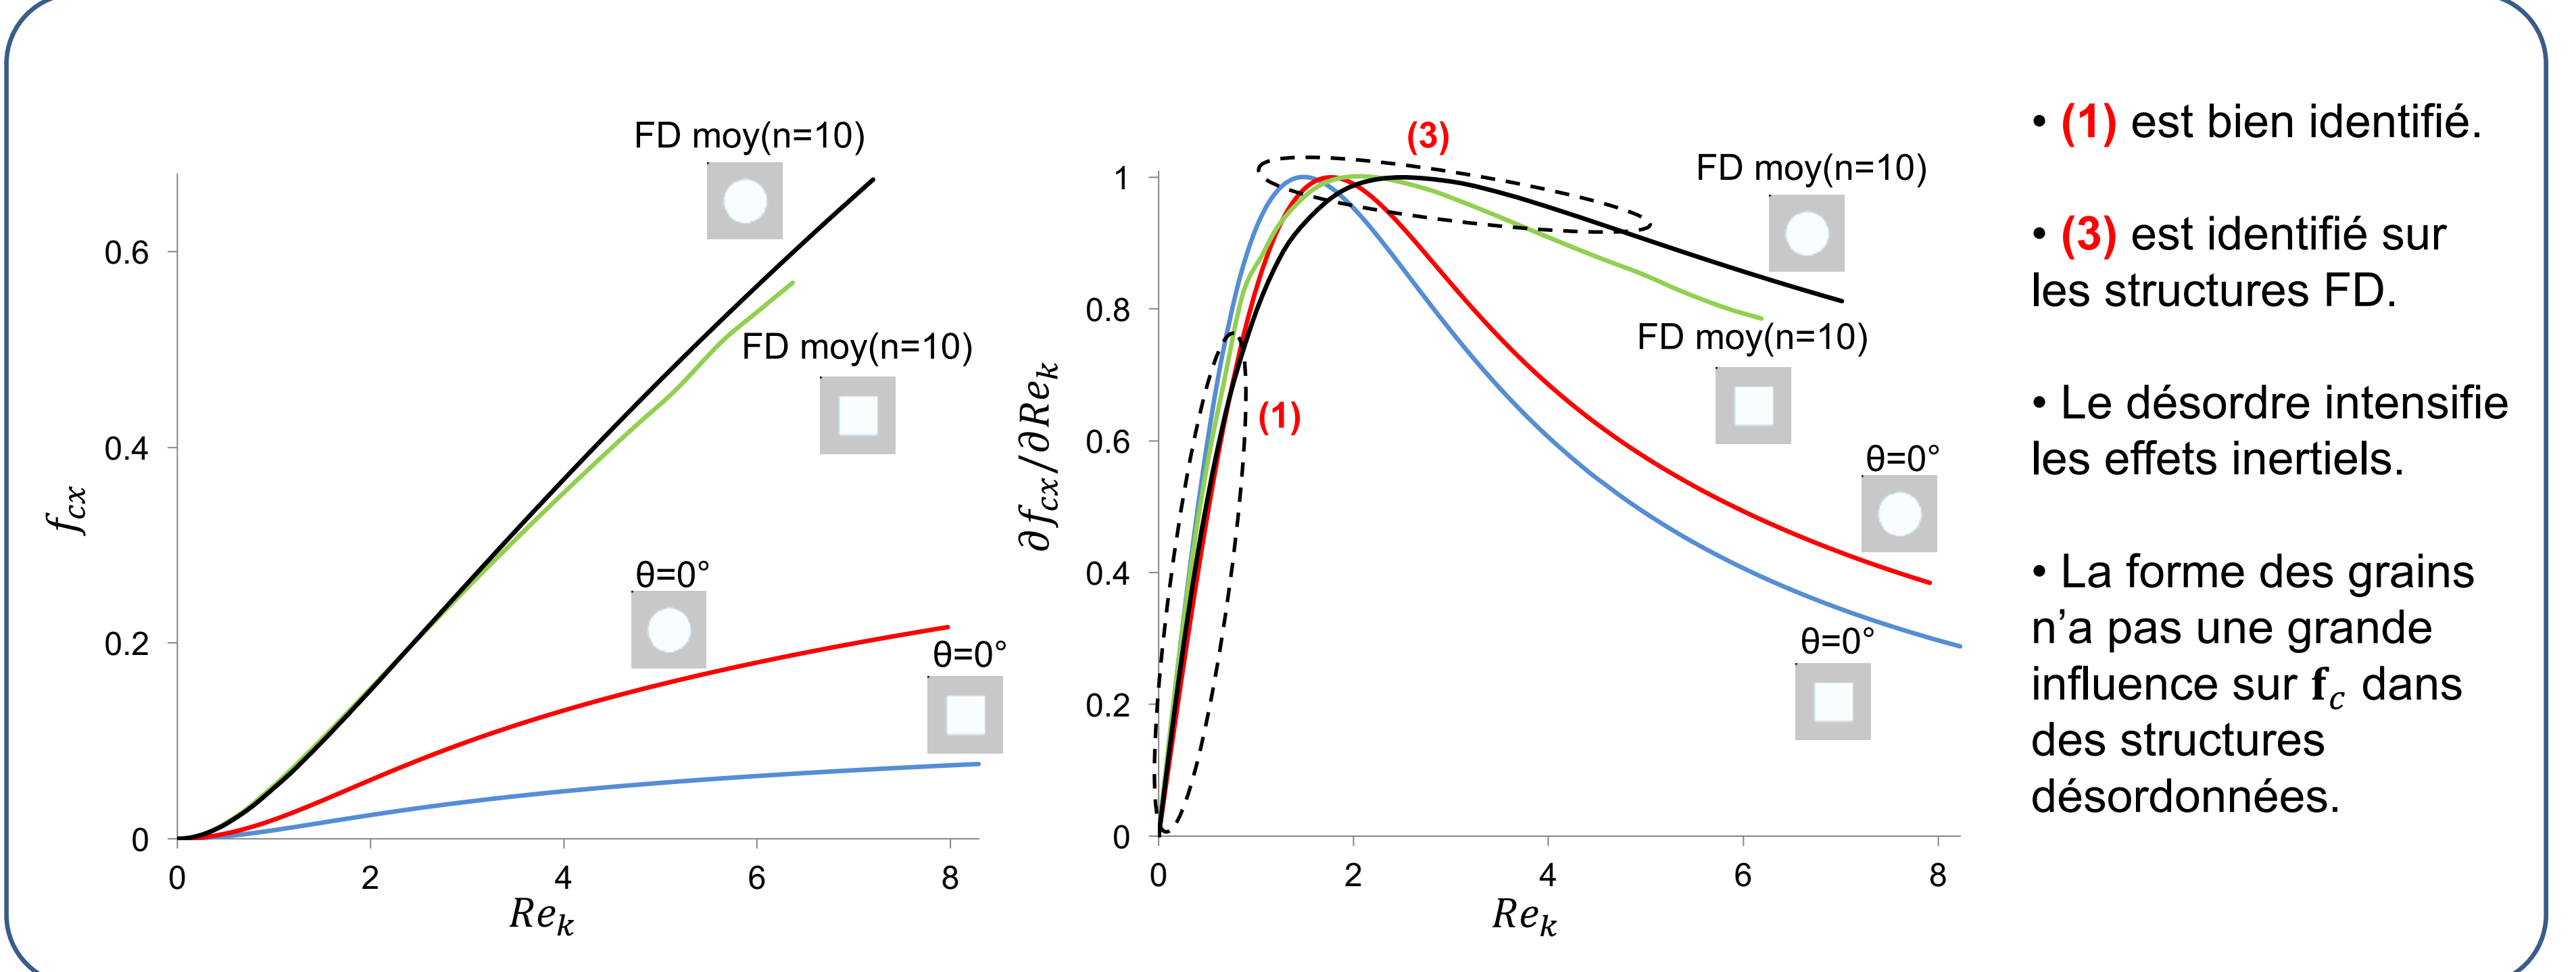 FD moy(n=10)
FD moy(n=10)
θ=0°
θ=0°
0.6
0.4
0.2
0
0 2 4 6 8
f_cx
Re_k
(3)
FD moy(n=10)
FD moy(n=10)
θ=0°
θ=0°
(1)
1
0.8
0.6
0.4
0.2
0
0 2 4 6 8
∂f_cx/∂Re_k
Re_k
• (1) est bien identifié.
• (3) est identifié sur
les structures FD.
• Le désordre intensifie
les effets inertiels.
• La forme des grains
n’a pas une grande
influence sur f_c dans
des structures
désordonnées.